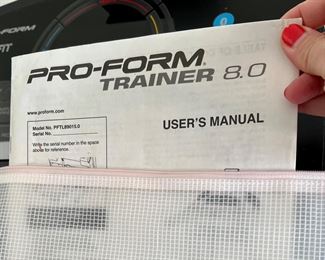 PRO-FORM
TRAINER 8.0
www.proform.com
USER'S MANUAL
Model No. PFTL89015.0
Serial No.
Write the serial number in the space
above for reference.